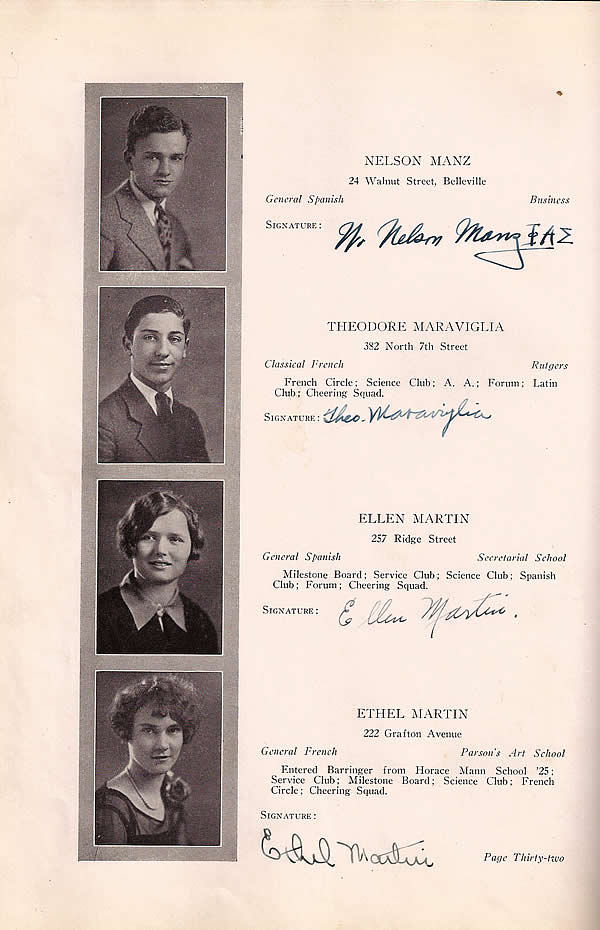 NELSON MANZ
24 Walnut Street, Belleville
General Spanish Business
SIGNATURE: W. Nelson Manz ΦΑΣ
THEODORE MARAVIGLIA
382 North 7th Street
Classical French Rutgers
French Circle; Science Club; A. A.; Forum; Latin
Club; Cheering Squad.
SIGNATURE: Theo. Maraviglia
ELLEN MARTIN
257 Ridge Street
General Spanish Secretarial School
Milestone Board; Service Club; Science Club; Spanish
Club; Forum; Cheering Squad.
SIGNATURE: Ellen Martin.
ETHEL MARTIN
222 Grafton Avenue
General French Parson's Art School
Entered Barringer from Horace Mann School '25;
Service Club; Milestone Board; Science Club; French
Circle; Cheering Squad.
SIGNATURE:
Ethel Martin
Page Thirty-two